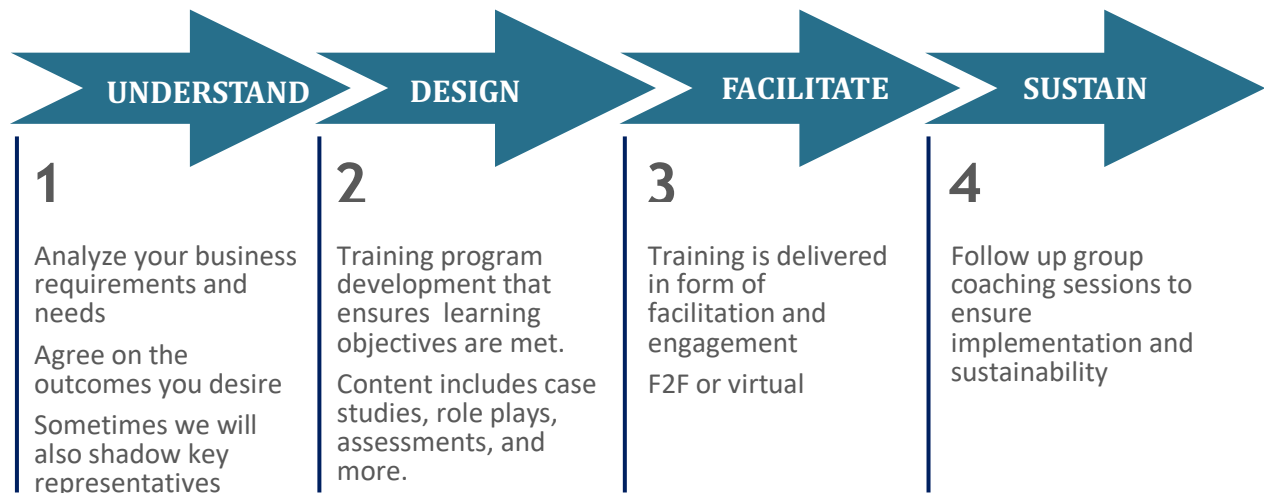 UNDERSTAND
DESIGN
FACILITATE
SUSTAIN
1
Analyze your business
requirements and
needs
Agree on the
outcomes you desire
Sometimes we will
also shadow key
representatives
2
Training program
development that
ensures  learning
objectives are met.
Content includes case
studies, role plays,
assessments, and
more.
3
Training is delivered
in form of
facilitation and
engagement
F2F or virtual
4
Follow up group
coaching sessions to
ensure
implementation and
sustainability